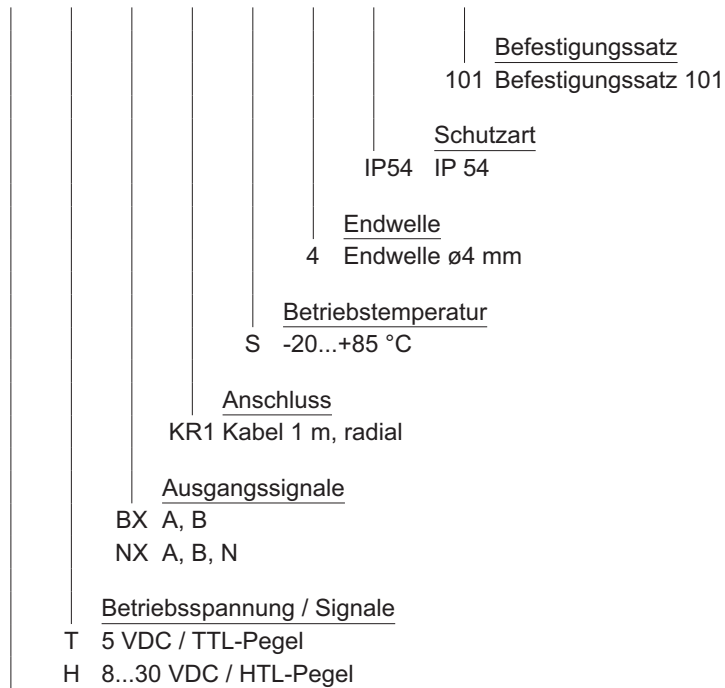 Befestigungssatz
101 Befestigungssatz 101
Schutzart
IP54 IP 54
Endwelle
4 Endwelle ø4 mm
Betriebstemperatur
S -20...+85 °C
Anschluss
KR1 Kabel 1 m, radial
Ausgangssignale
BX A, B
NX A, B, N
Betriebsspannung / Signale
T 5 VDC / TTL-Pegel
H 8...30 VDC / HTL-Pegel